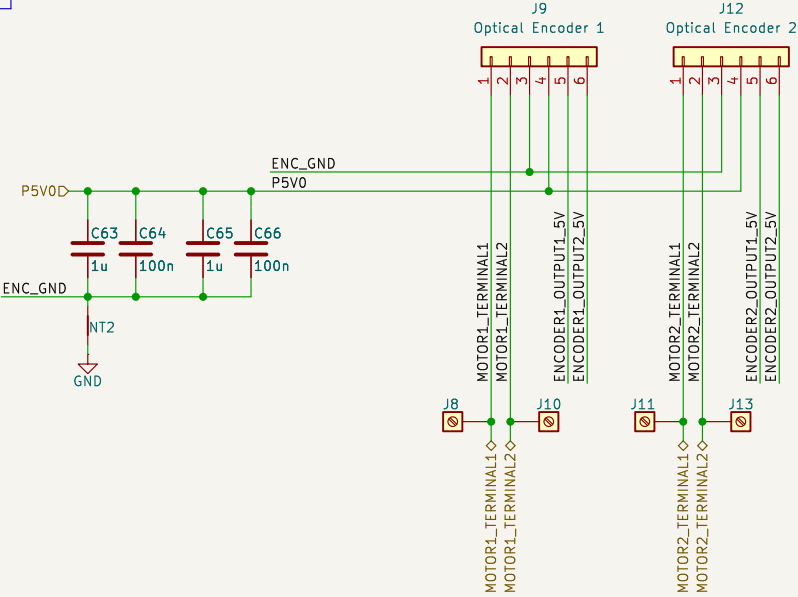 J9
Optical Encoder 1
1
2
3
4
5
6
J12
Optical Encoder 2
1
2
3
4
5
6
ENC_GND
P5V0
P5V0
C63
1u
C64
100n
C65
1u
C66
100n
ENC_GND
NT2
GND
MOTOR1_TERMINAL1
MOTOR1_TERMINAL2
ENCODER1_OUTPUT1_5V
ENCODER1_OUTPUT2_5V
MOTOR2_TERMINAL1
MOTOR2_TERMINAL2
ENCODER2_OUTPUT1_5V
ENCODER2_OUTPUT2_5V
J8
J10
J11
J13
MOTOR1_TERMINAL1
MOTOR1_TERMINAL2
MOTOR2_TERMINAL1
MOTOR2_TERMINAL2